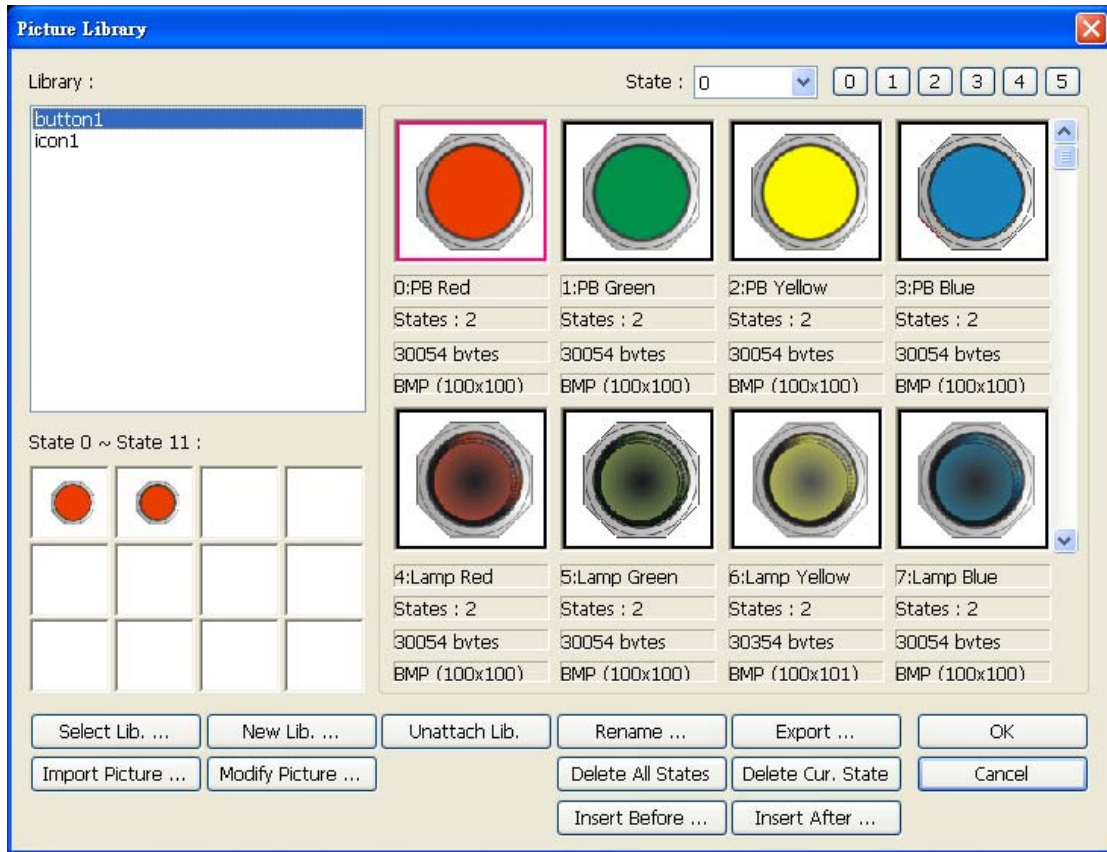 Picture Library
Library :
State : 0 0 1 2 3 4 5
button1
icon1
0:PB Red 1:PB Green 2:PB Yellow 3:PB Blue
States : 2 States : 2 States : 2 States : 2
30054 bytes 30054 bytes 30054 bytes 30054 bytes
BMP (100x100) BMP (100x100) BMP (100x100) BMP (100x100)
State 0 ~ State 11 :
4:Lamp Red 5:Lamp Green 6:Lamp Yellow 7:Lamp Blue
States : 2 States : 2 States : 2 States : 2
30054 bytes 30054 bytes 30354 bytes 30054 bytes
BMP (100x100) BMP (100x100) BMP (100x101) BMP (100x100)
Select Lib. ... New Lib. ... Unattach Lib. Rename ... Export ... OK
Import Picture ... Modify Picture ... Delete All States Delete Cur. State Cancel
Insert Before ... Insert After ...